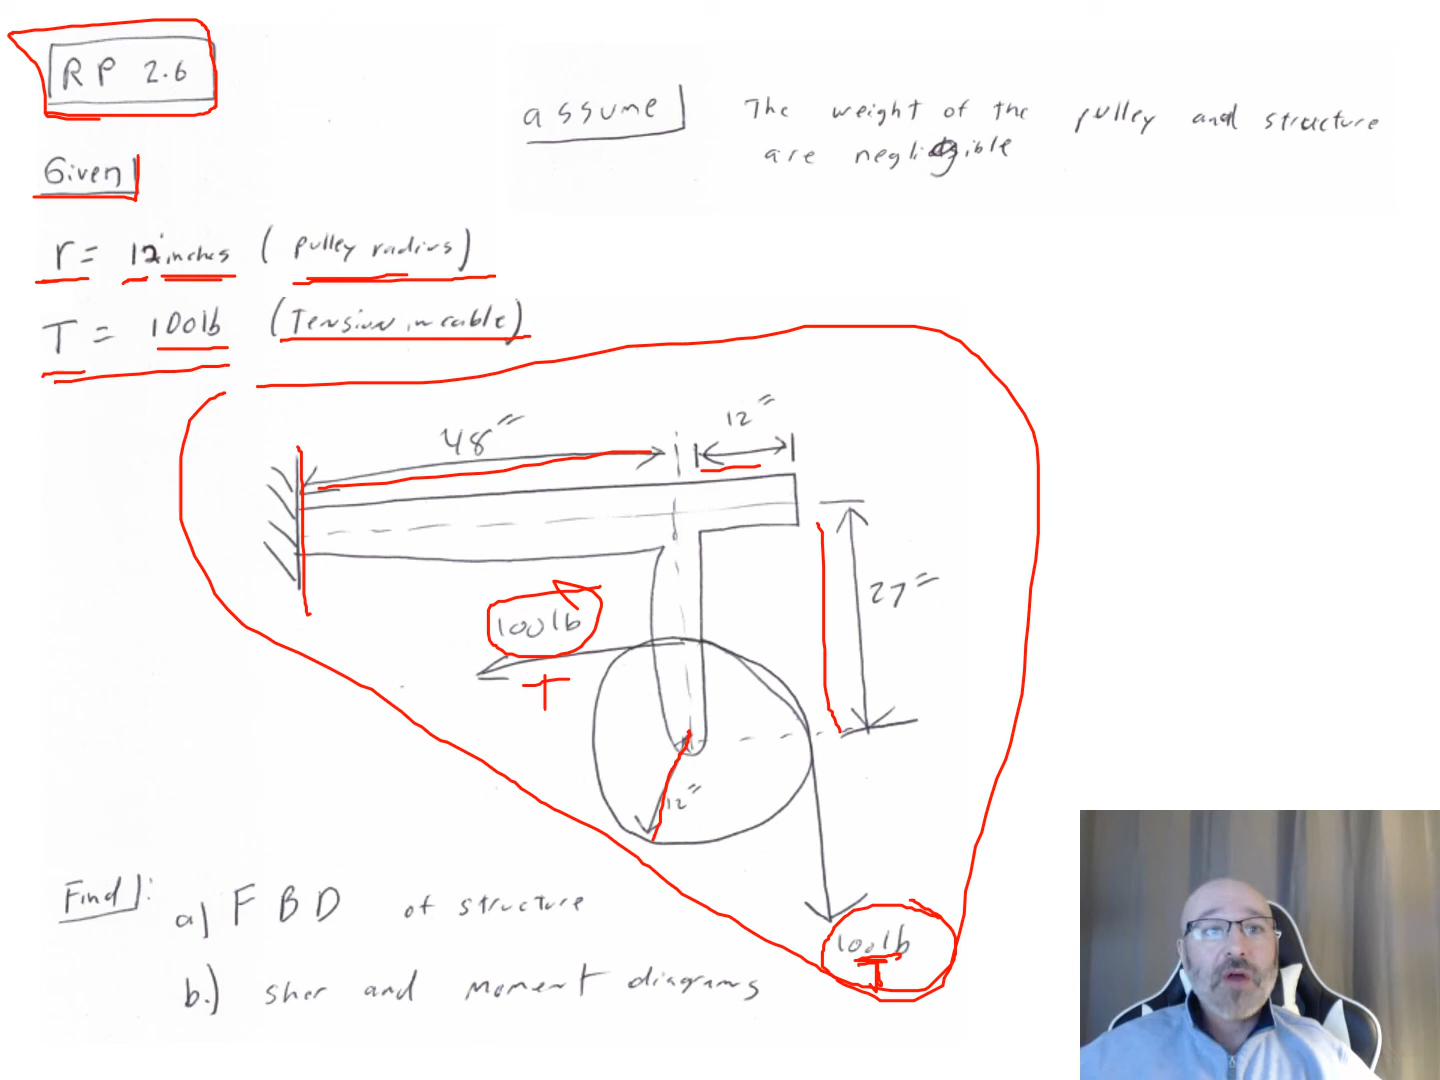 RP 2.6
assume
The weight of the pulley and structure
are negligible
Given
r = 12 inches (pulley radius)
T = 100lb (Tension in cable)
48"
12"
27"
100lb
T
12"
100lb
T
Find:
a) FBD of structure
b.) sher and moment diagrams